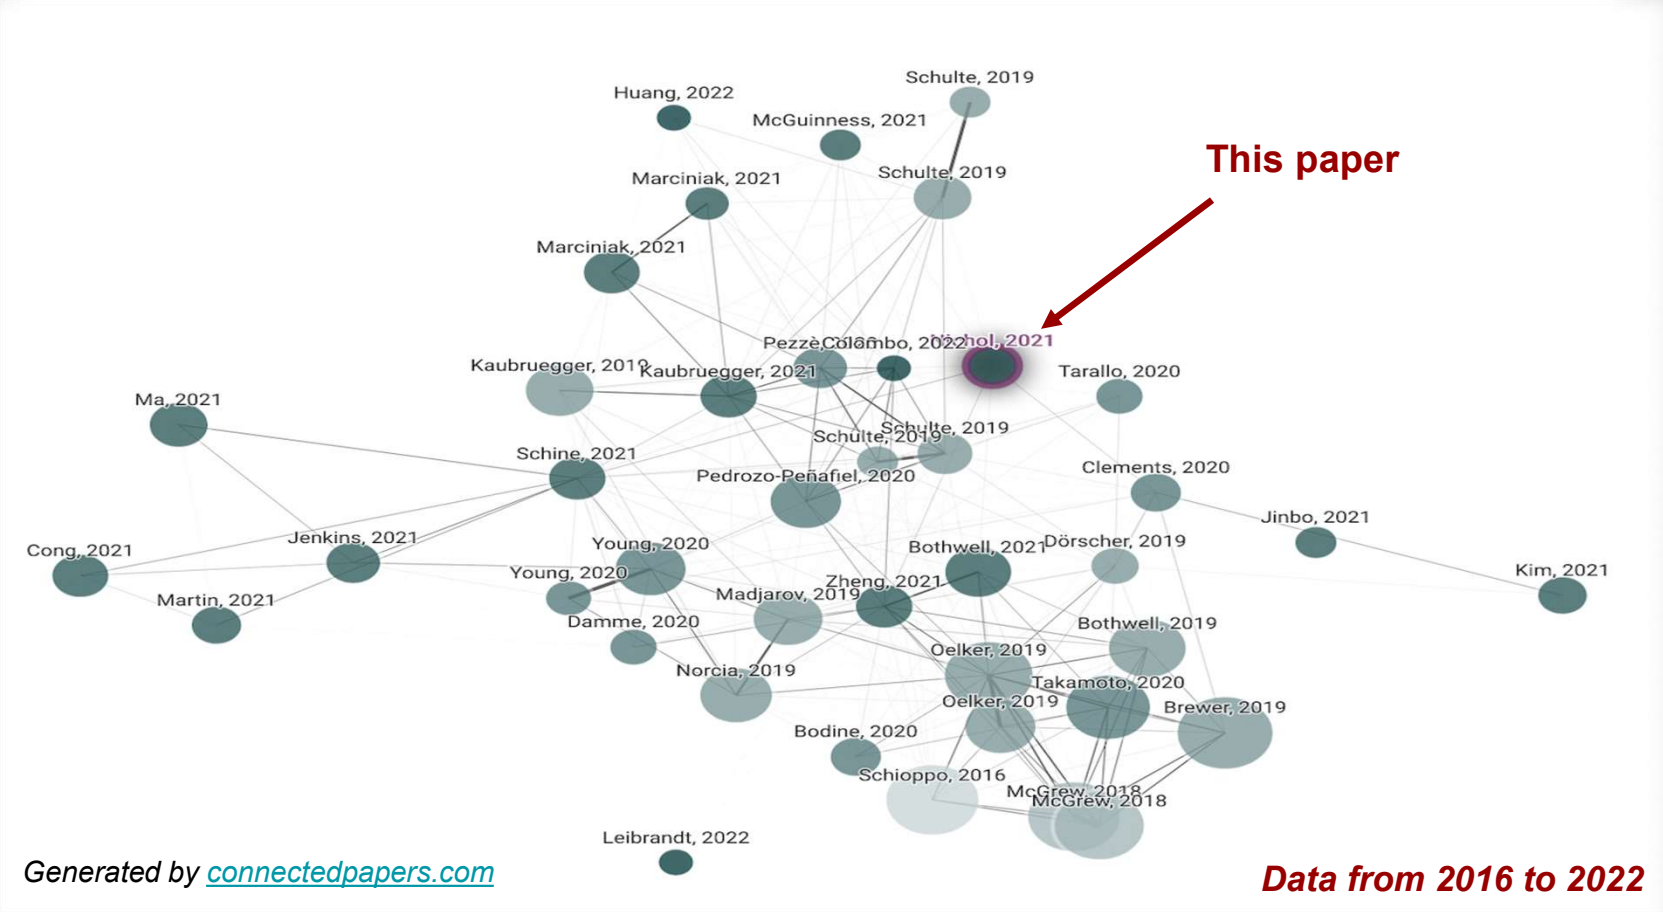 Schulte, 2019
Huang, 2022
McGuinness, 2021
This paper
Schulte, 2019
Marciniak, 2021
Marciniak, 2021
Nichol, 2021
Pezzè,
Colombo, 2022
Kaubruegger, 2019
Kaubruegger, 2021
Tarallo, 2020
Ma, 2021
Schulte, 2019
Schulte, 2019
Schine, 2021
Clements, 2020
Pedrozo-Peñafiel, 2020
Jinbo, 2021
Jenkins, 2021
Dörscher, 2019
Young, 2020
Bothwell, 2021
Cong, 2021
Kim, 2021
Young, 2020
Zheng, 2021
Madjarov, 2019
Martin, 2021
Damme, 2020
Bothwell, 2019
Oelker, 2019
Norcia, 2019
Takamoto, 2020
Oelker, 2019
Brewer, 2019
Bodine, 2020
Schioppo, 2016
McGrew, 2018
McGrew, 2018
Leibrandt, 2022
Generated by connectedpapers.com
Data from 2016 to 2022